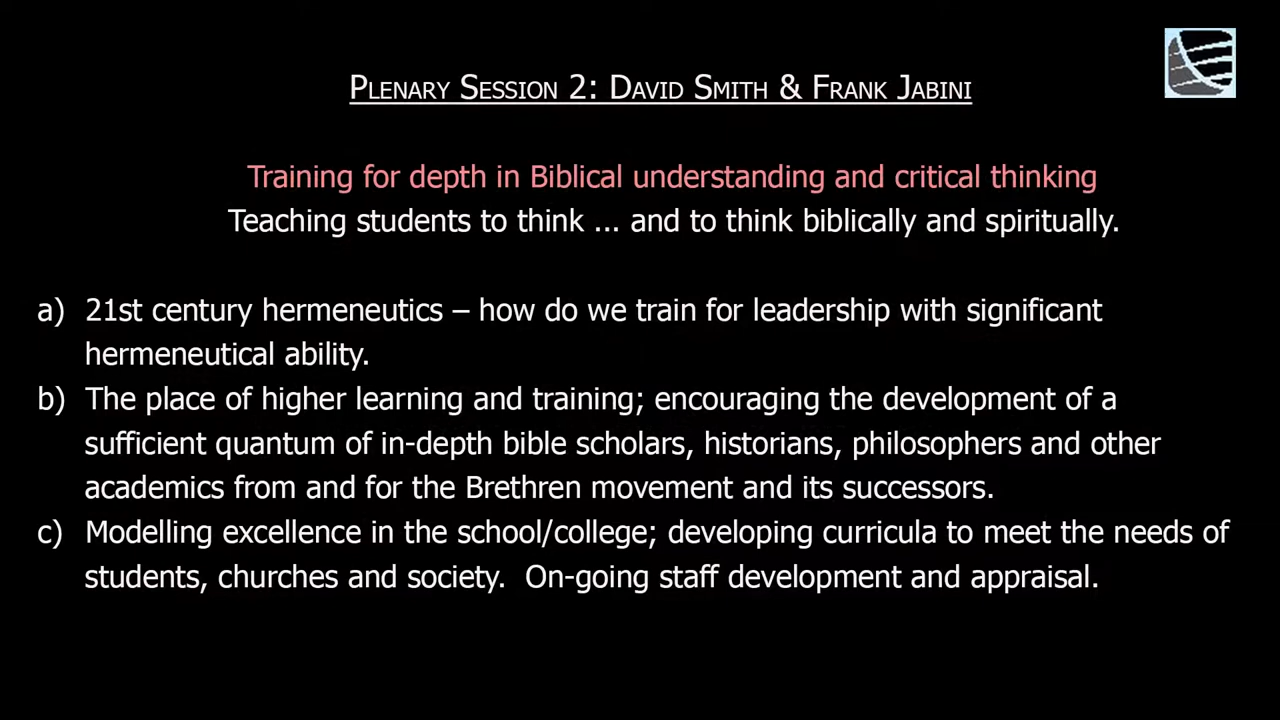 PLENARY SESSION 2: DAVID SMITH & FRANK JABINI
Training for depth in Biblical understanding and critical thinking
Teaching students to think ... and to think biblically and spiritually.
a) 21st century hermeneutics – how do we train for leadership with significant
hermeneutical ability.
b) The place of higher learning and training; encouraging the development of a
sufficient quantum of in-depth bible scholars, historians, philosophers and other
academics from and for the Brethren movement and its successors.
c) Modelling excellence in the school/college; developing curricula to meet the needs of
students, churches and society. On-going staff development and appraisal.